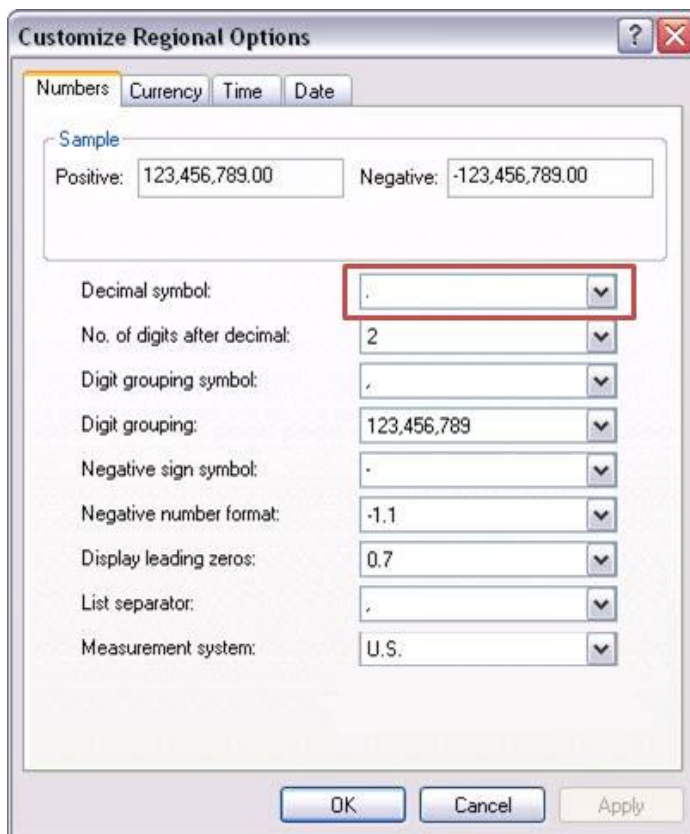 Customize Regional Options
Numbers Currency Time Date
Sample
Positive: 123,456,789.00 Negative: -123,456,789.00
Decimal symbol: .
No. of digits after decimal: 2
Digit grouping symbol: ,
Digit grouping: 123,456,789
Negative sign symbol: -
Negative number format: -1.1
Display leading zeros: 0.7
List separator: ,
Measurement system: U.S.
OK Cancel Apply